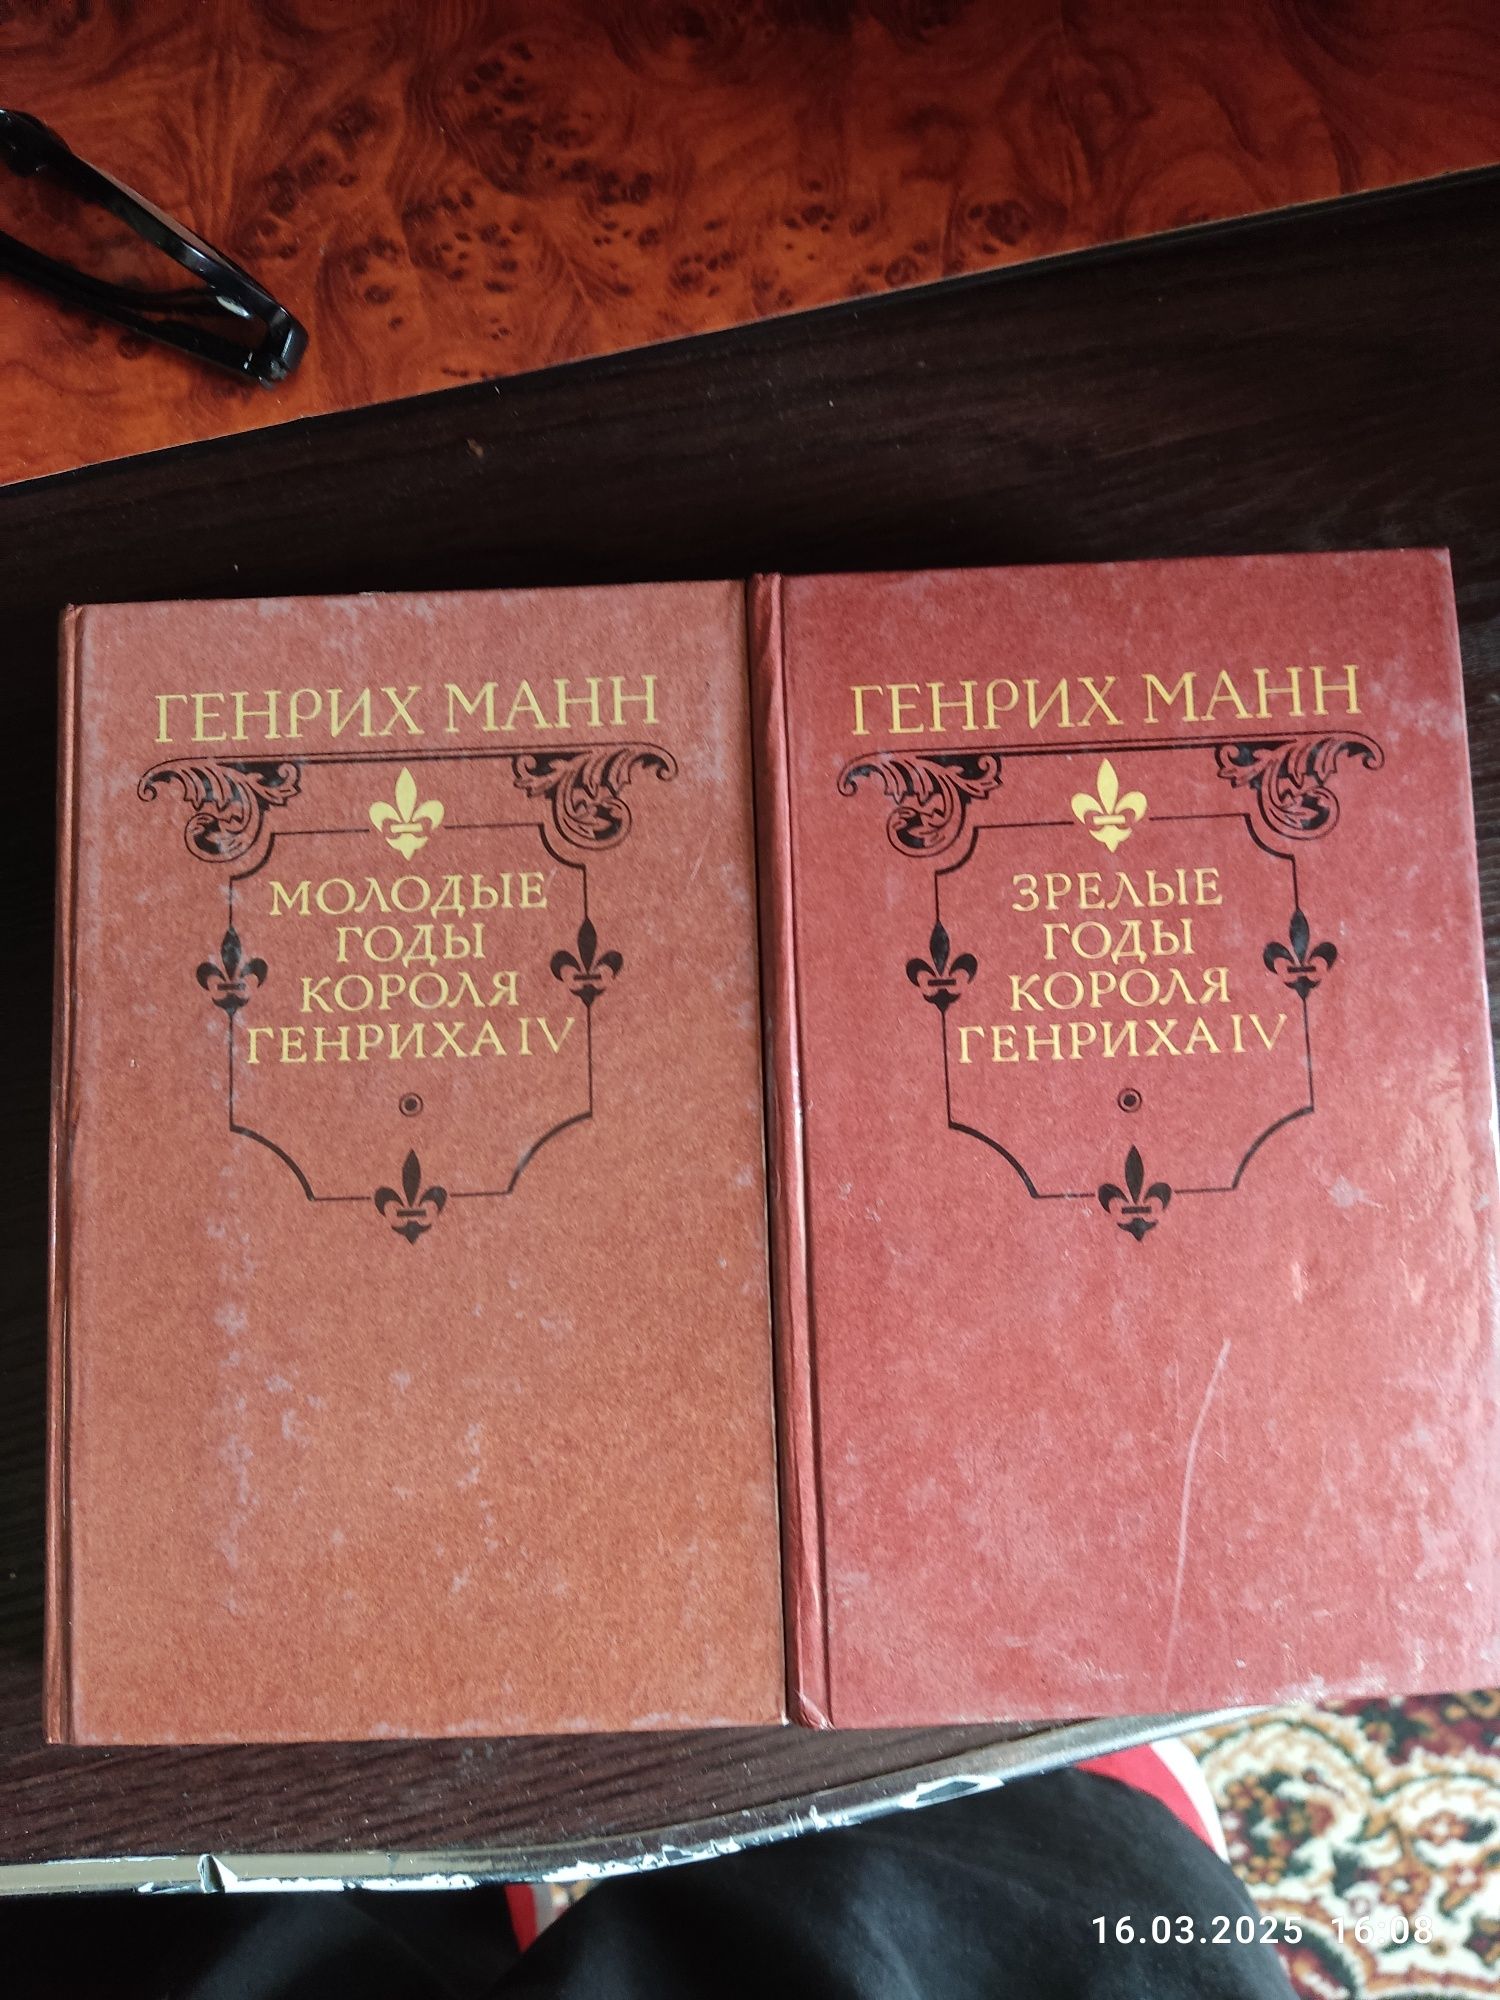 ГЕНРИХ МАНН
МОЛОДЫЕ
ГОДЫ
КОРОЛЯ
ГЕНРИХА IV
ГЕНРИХ МАНН
ЗРЕЛЫЕ
ГОДЫ
КОРОЛЯ
ГЕНРИХА IV
16.03.2025 16:08